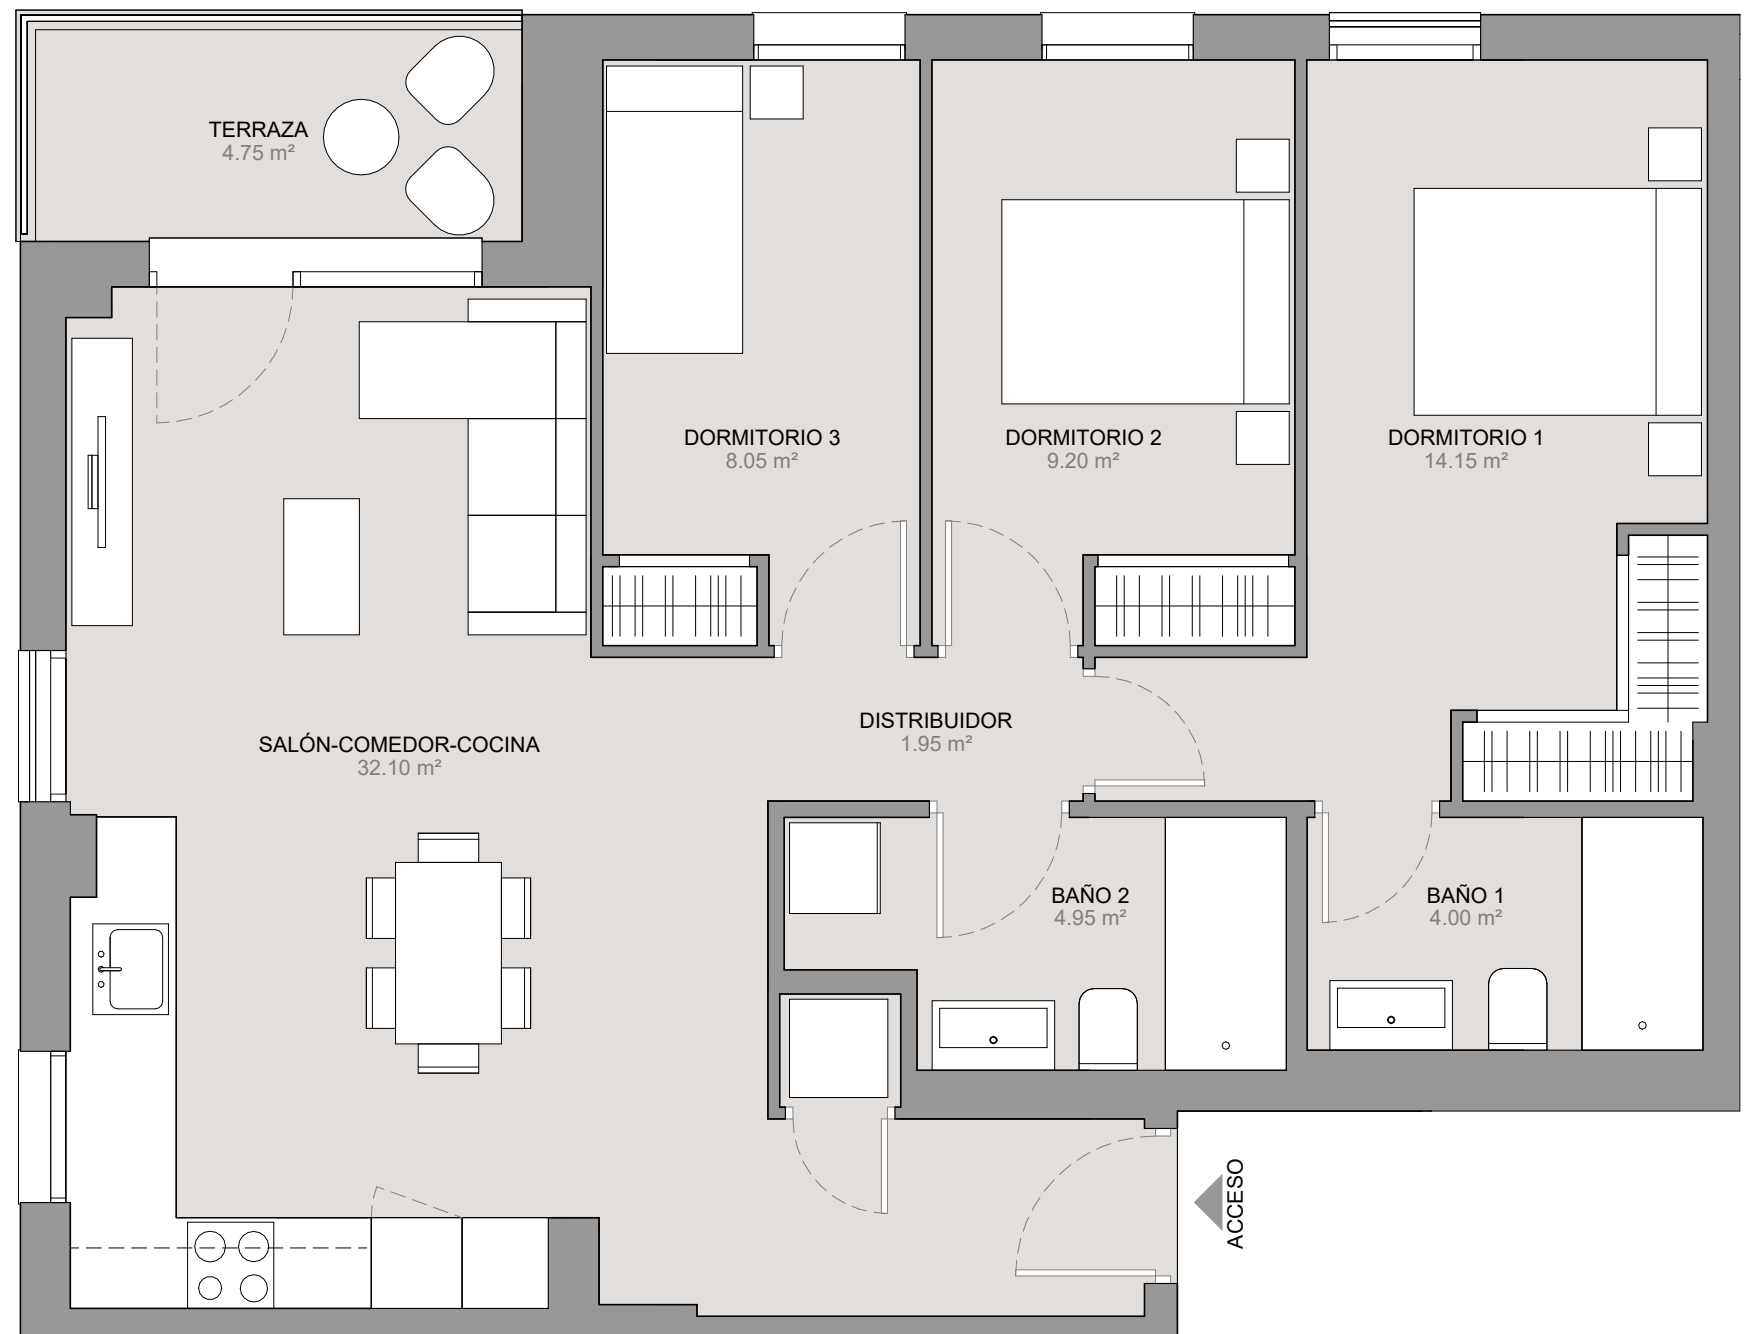 TERRAZA
4.75 m²
DORMITORIO 3
8.05 m²
DORMITORIO 2
9.20 m²
DORMITORIO 1
14.15 m²
SALÓN-COMEDOR-COCINA
32.10 m²
DISTRIBUIDOR
1.95 m²
BAÑO 2
4.95 m²
BAÑO 1
4.00 m²
ACCESO